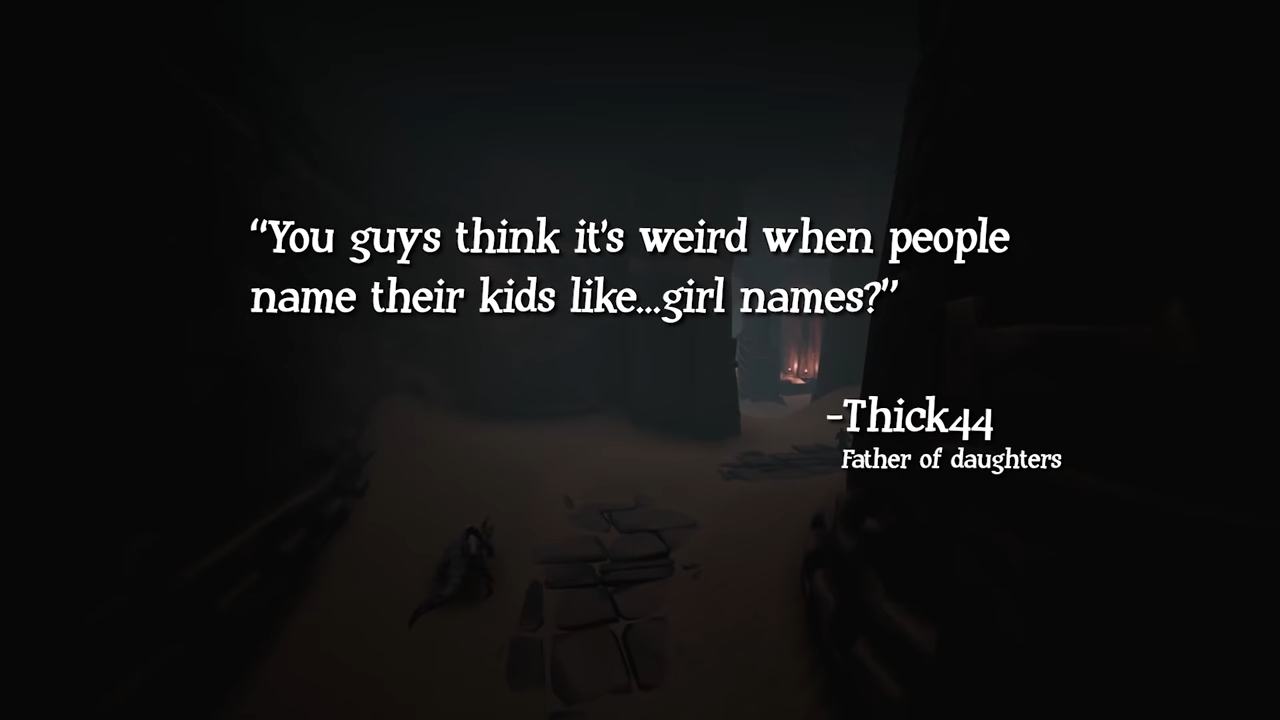 “You guys think it's weird when people
name their kids like...girl names?”
-Thick44
Father of daughters